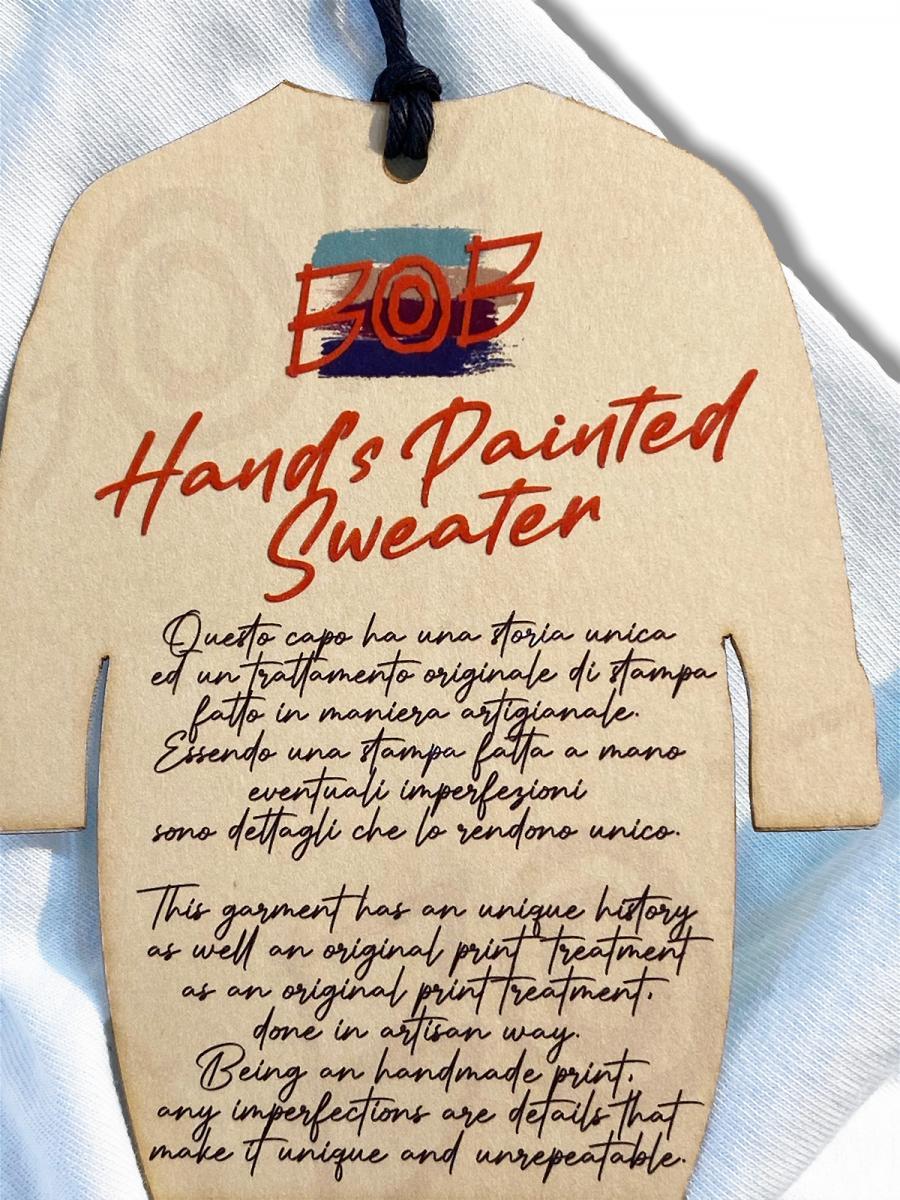 BOB
Hand's Painted
Sweater
Questo capo ha una storia unica
ed un trattamento originale di stampa
fatto in maniera artigianale.
Essendo una stampa fatta a mano
eventuali imperfezioni
sono dettagli che lo rendono unico.
This garment has an unique history
as well an original print treatment
as an original print treatment,
done in artisan way.
Being an handmade print,
any imperfections are details that
make it unique and unrepeatable.